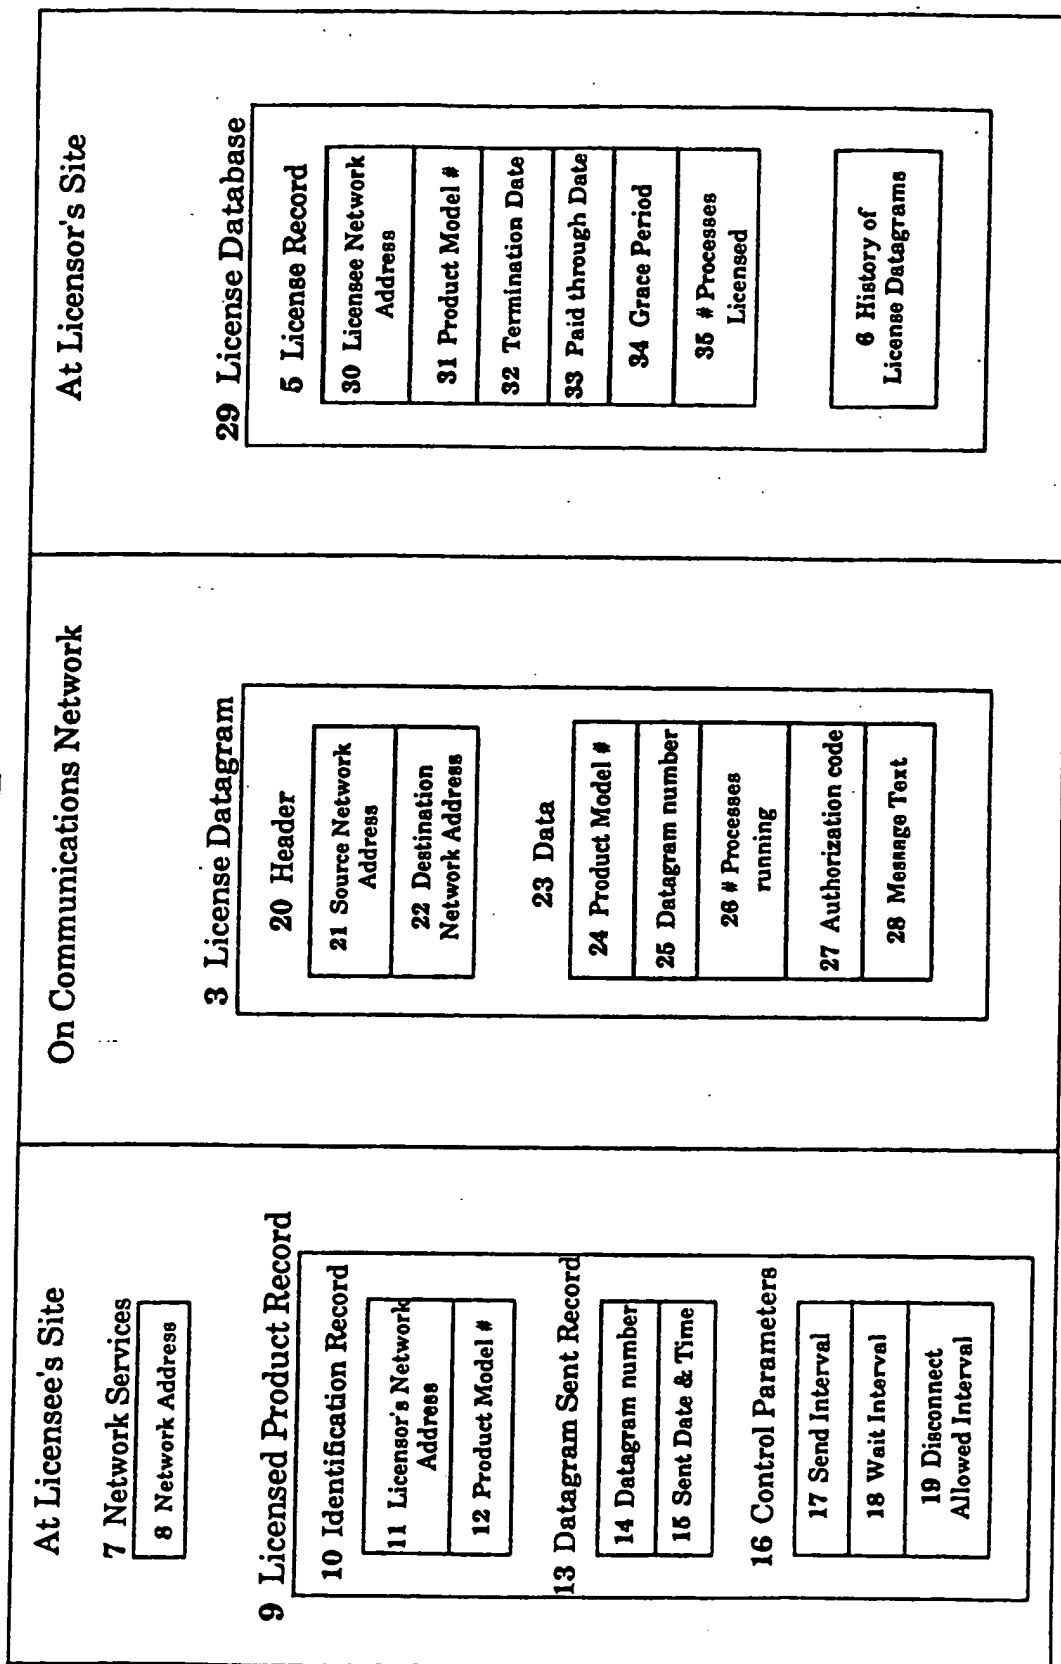 At Licensee's Site
7 Network Services
8 Network Address
9 Licensed Product Record
10 Identification Record
11 Licensor's Network
Address
12 Product Model #
13 Datagram Sent Record
14 Datagram number
15 Sent Date & Time
16 Control Parameters
17 Send Interval
18 Wait Interval
19 Disconnect
Allowed Interval
On Communications Network
3 License Datagram
20 Header
21 Source Network
Address
22 Destination
Network Address
23 Data
24 Product Model #
25 Datagram number
26 # Processes
running
27 Authorization code
28 Message Text
At Licensor's Site
29 License Database
5 License Record
30 Licensee Network
Address
31 Product Model #
32 Termination Date
33 Paid through Date
34 Grace Period
35 # Processes
Licensed
6 History of
License Datagrams